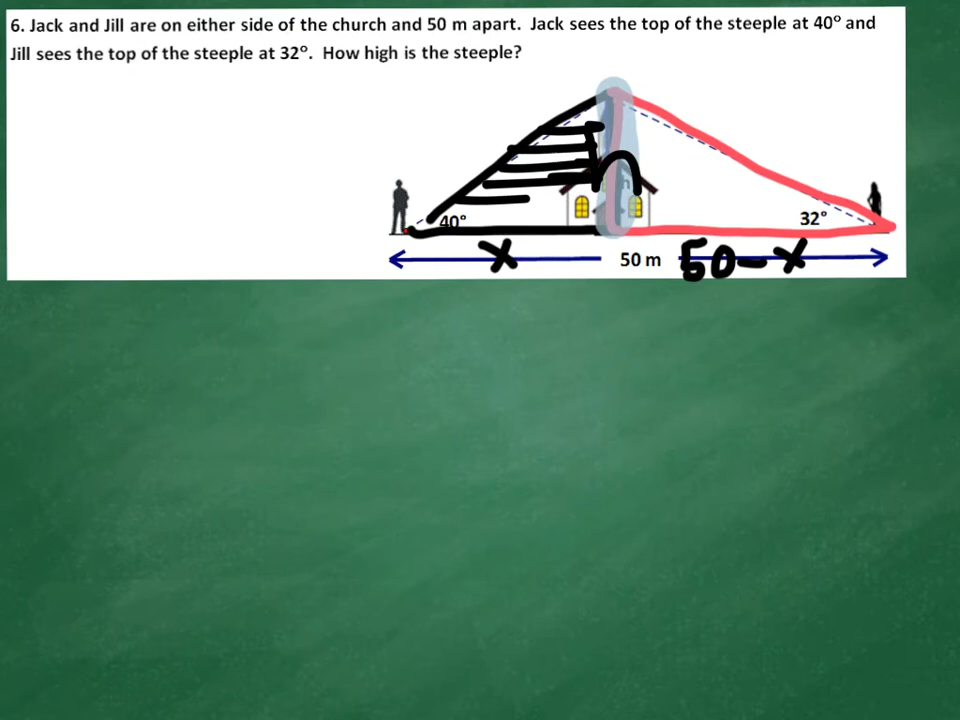 6. Jack and Jill are on either side of the church and 50 m apart. Jack sees the top of the steeple at 40° and
Jill sees the top of the steeple at 32°. How high is the steeple?
40°
32°
x
50 m
50-x